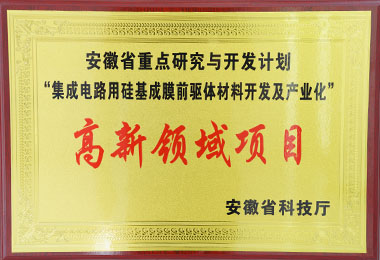 安徽省重点研究与开发计划
“集成电路用硅基成膜前驱体材料开发及产业化”
高新领域项目
安徽省科技厅